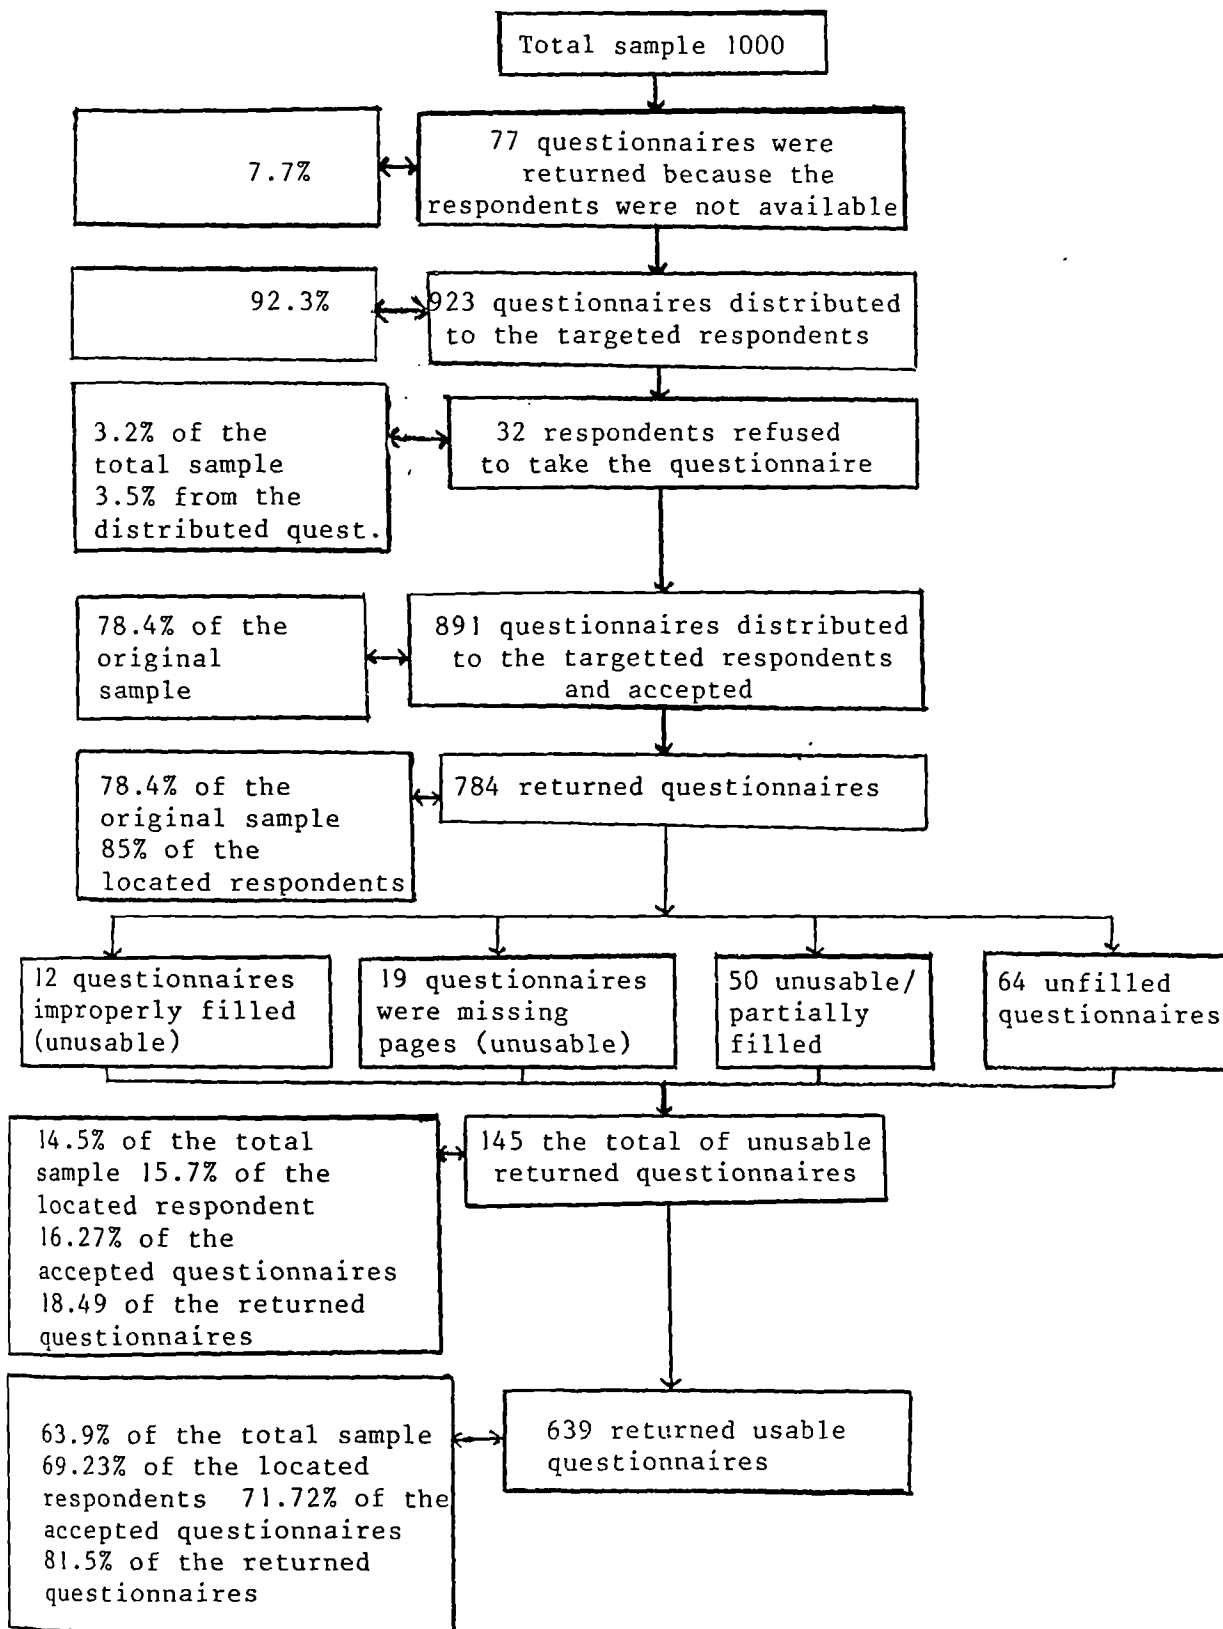 Total sample 1000
7.7%
77 questionnaires were
returned because the
respondents were not available
92.3%
923 questionnaires distributed
to the targeted respondents
3.2% of the
total sample
3.5% from the
distributed quest.
32 respondents refused
to take the questionnaire
78.4% of the
original
sample
891 questionnaires distributed
to the targetted respondents
and accepted
78.4% of the
original sample
85% of the
located respondents
784 returned questionnaires
12 questionnaires
improperly filled
(unusable)
19 questionnaires
were missing
pages (unusable)
50 unusable/
partially
filled
64 unfilled
questionnaires
14.5% of the total
sample 15.7% of the
located respondent
16.27% of the
accepted questionnaires
18.49 of the returned
questionnaires
145 the total of unusable
returned questionnaires
63.9% of the total sample
69.23% of the located
respondents 71.72% of the
accepted questionnaires
81.5% of the returned
questionnaires
639 returned usable
questionnaires